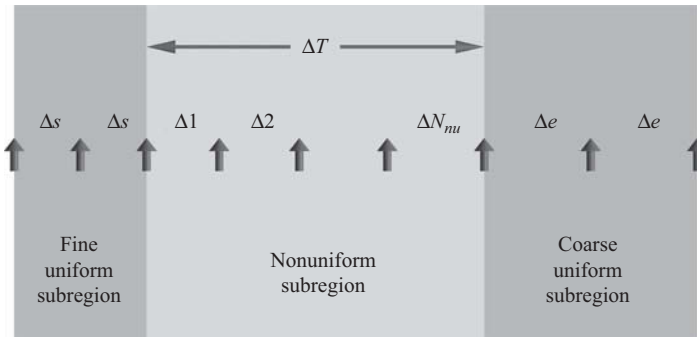 ΔT
Δs Δs Δ1 Δ2 ΔN_nu Δe Δe
Fine
uniform
subregion
Nonuniform
subregion
Coarse
uniform
subregion